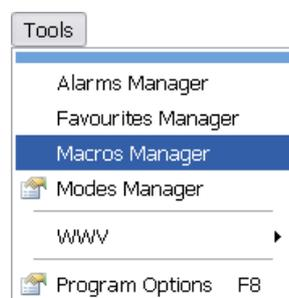 Tools
Alarms Manager
Favourites Manager
Macros Manager
Modes Manager
WWV
Program Options F8